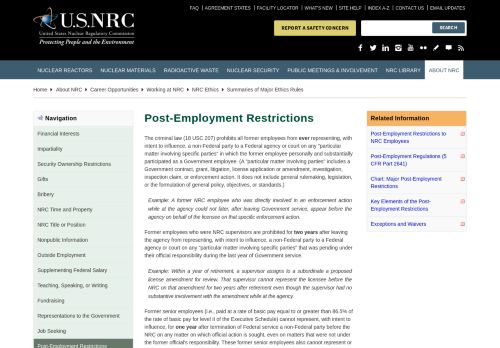 FAQ | AGREEMENT STATES | FACILITY LOCATOR | WHAT'S NEW | SITE HELP | INDEX A-Z | CONTACT US | EMAIL UPDATES
U.S.NRC
United States Nuclear Regulatory Commission
Protecting People and the Environment
REPORT A SAFETY CONCERN
SEARCH
NUCLEAR REACTORS NUCLEAR MATERIALS RADIOACTIVE WASTE NUCLEAR SECURITY PUBLIC MEETINGS & INVOLVEMENT NRC LIBRARY ABOUT NRC
Home About NRC Career Opportunities Working at NRC NRC Ethics Summaries of Major Ethics Rules
Navigation
Financial Interests
Impartiality
Security Ownership Restrictions
Gifts
Bribery
NRC Time and Property
NRC Title or Position
Nonpublic Information
Outside Employment
Supplementing Federal Salary
Teaching, Speaking, or Writing
Fundraising
Representations to the Government
Job Seeking
Post-Employment Restrictions
Post-Employment Restrictions
The criminal law (18 USC 207) prohibits all former employees from ever representing, with
intent to influence, a non-Federal party to a Federal agency or court on any "particular
matter involving specific parties" in which the former employee personally and substantially
participated as a Government employee. (A "particular matter involving parties" includes a
Government contract, grant, litigation, license application or amendment, investigation,
inspection claim, or enforcement action. It does not include general rulemaking, legislation,
or the formulation of general policy, objectives, or standards.)
Example: A former NRC employee who was directly involved in an enforcement action
while at the agency could not later, after leaving Government service, appear before the
agency on behalf of the licensee on that specific enforcement action.
Former employees who were NRC supervisors are prohibited for two years after leaving
the agency from representing, with intent to influence, a non-Federal party to a Federal
agency or court on any "particular matter involving specific parties" that was pending under
their official responsibility during the last year of Government service.
Example: Within a year of retirement, a supervisor assigns to a subordinate a proposed
license amendment for review. That supervisor cannot represent the licensee before the
NRC on that amendment for two years after retirement even though the supervisor had no
substantive involvement with the amendment while at the agency.
Former senior employees (i.e., paid at a rate of basic pay equal to or greater than 86.5% of
the rate of basic pay for level II of the Executive Schedule) cannot represent, with intent to
influence, for one year after termination of Federal service a non-Federal party before the
NRC on any matter on which official action is sought, even on matters that were not under
the former official's responsibility. These former senior employees also cannot represent or
Related Information
Post-Employment Restrictions to
NRC Employees
Post-Employment Regulations (5
CFR Part 2641)
Chart: Major Post-Employment
Restrictions
Key Elements of the Post-
Employment Restrictions
Exceptions and Waivers